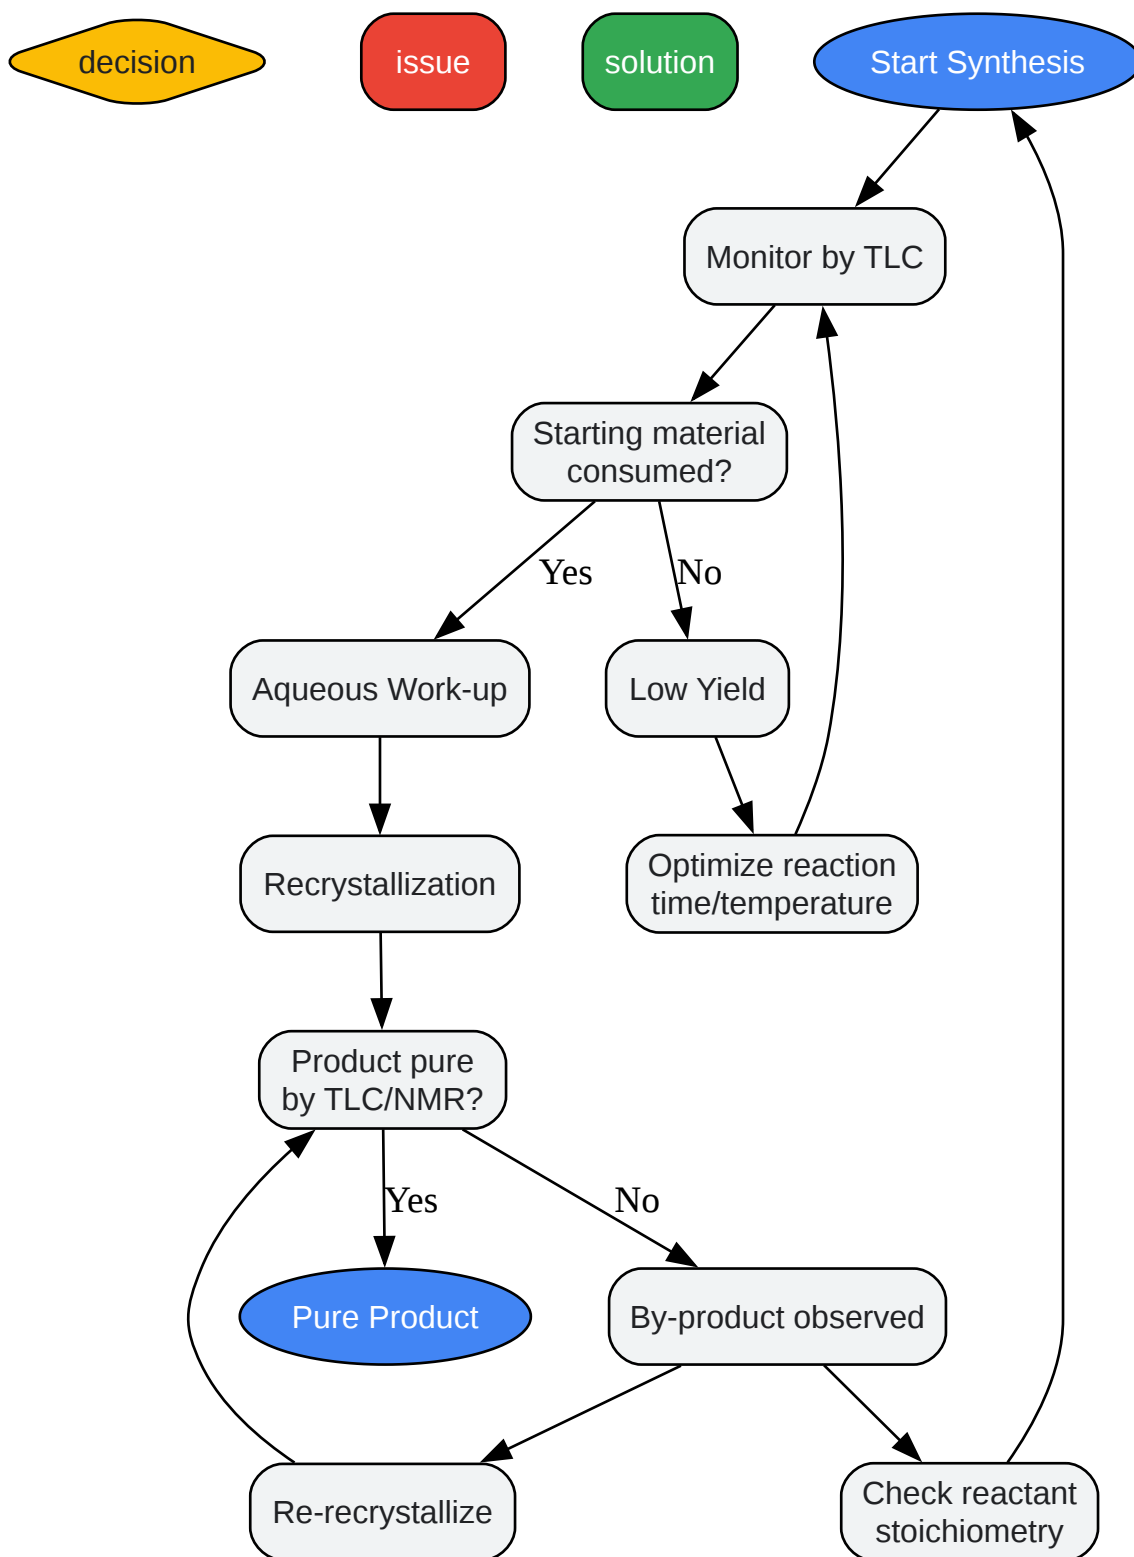 decision
issue
solution
Start Synthesis
Monitor by TLC
Starting material
consumed?
Yes
No
Aqueous Work-up
Low Yield
Recrystallization
Optimize reaction
time/temperature
Product pure
by TLC/NMR?
Yes
No
Pure Product
By-product observed
Re-recrystallize
Check reactant
stoichiometry